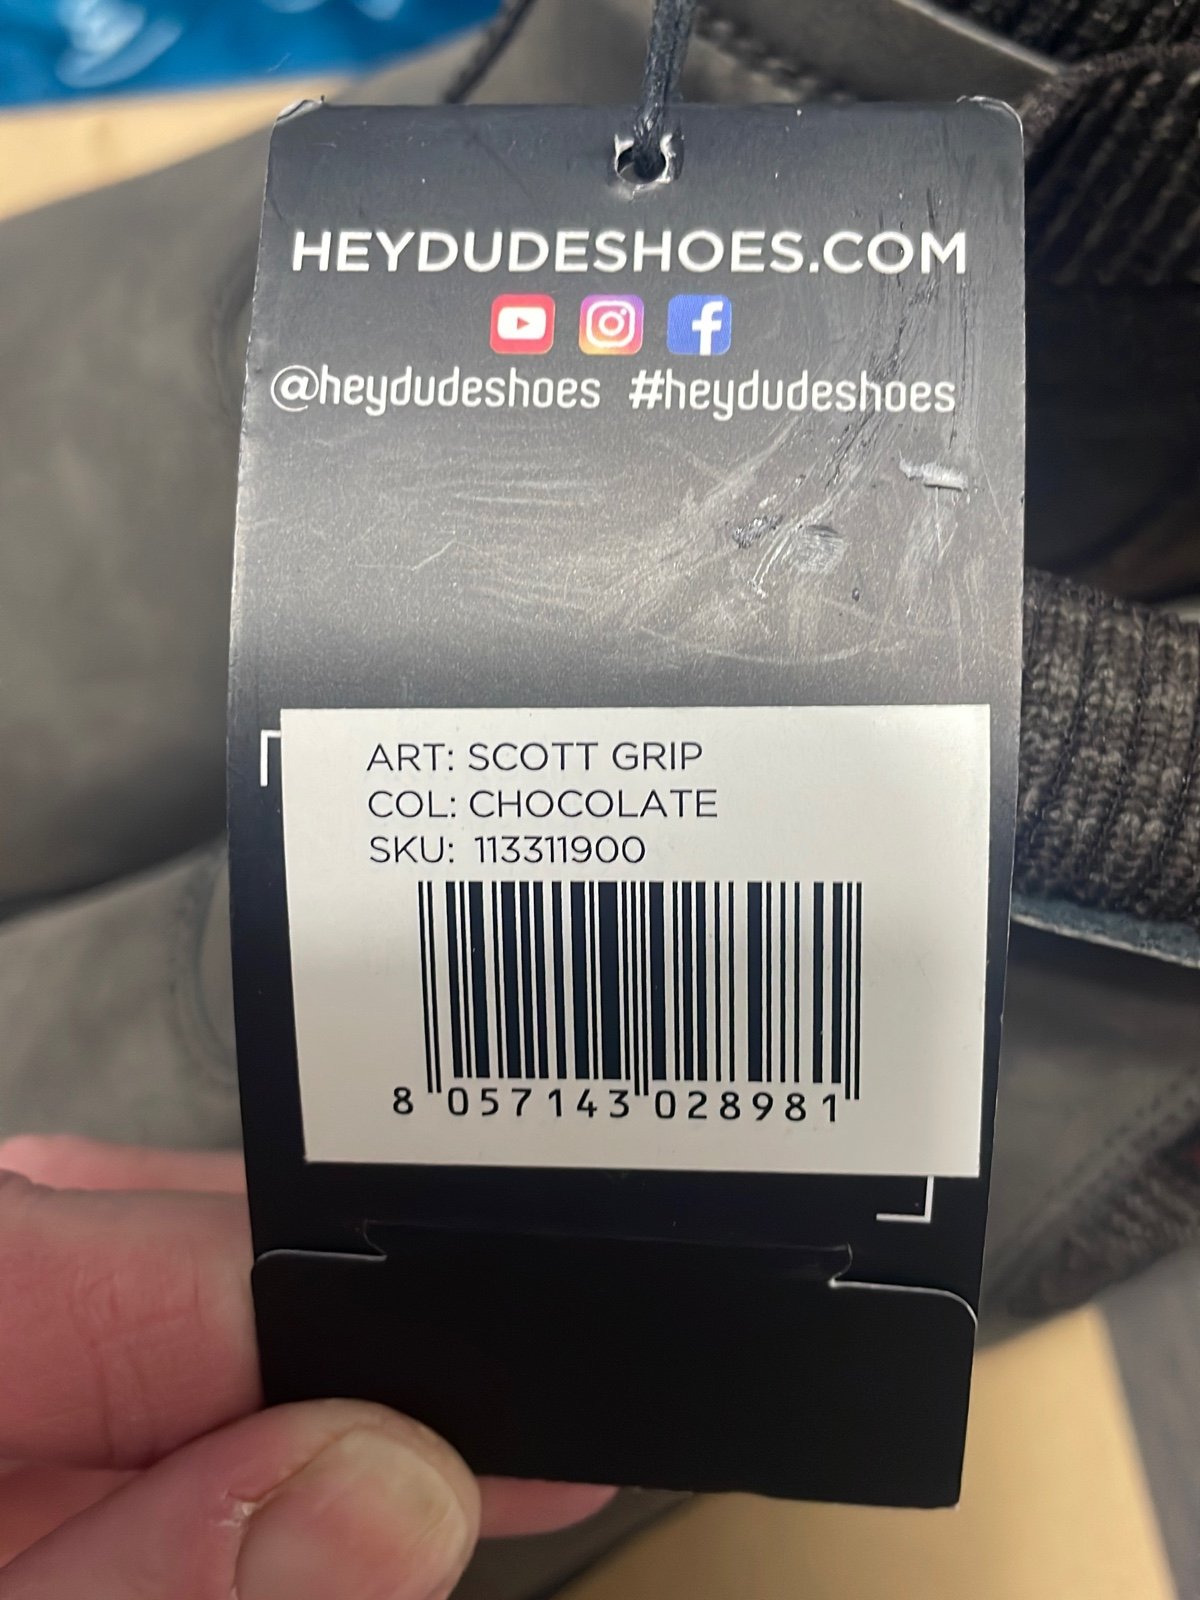 HEYDUDESHOES.COM
@heydudeshoes #heydudeshoes
ART: SCOTT GRIP
COL: CHOCOLATE
SKU: 113311900
8 057143 028981